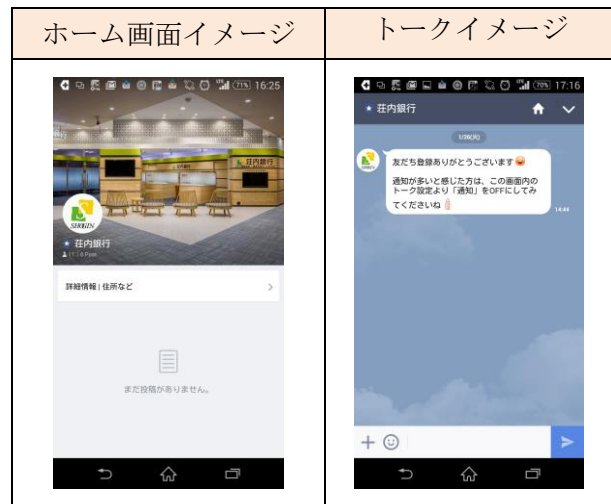 ホーム画面イメージ
トークイメージ
71%
16:25
荘内銀行
SHOGIN
荘内銀行
詳細情報 | 住所など
まだ投稿がありません。
70%
17:16
荘内銀行
友だち登録ありがとうございます
通知が多いと感じた方は、この画面内の
トーク設定より「通知」をOFFにしてみ
てくださいね